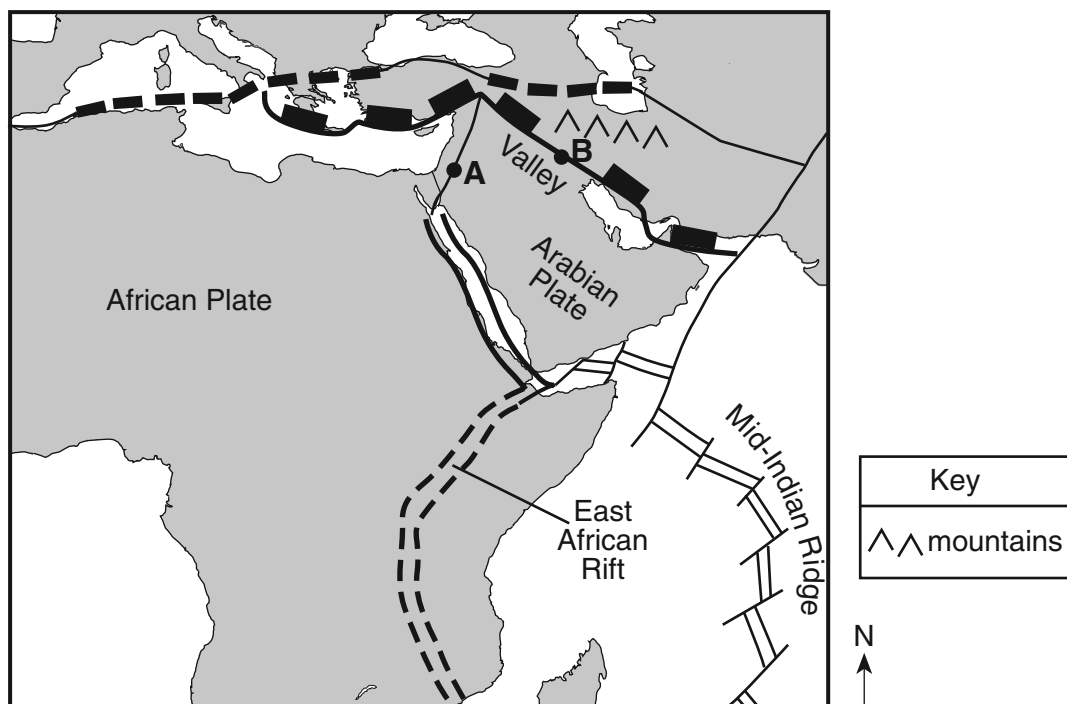 A
B
Valley
Arabian
Plate
African Plate
East
African
Rift
Mid-Indian Ridge
Key
mountains
N